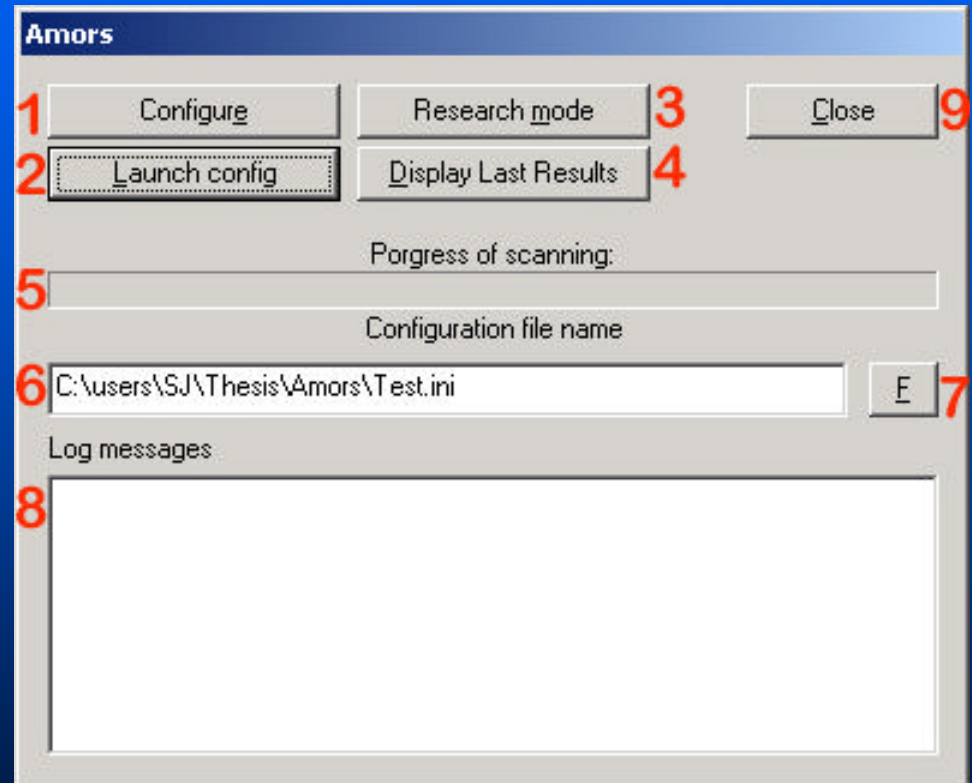 Amors
1 Configure Research mode 3 Close 9
2 Launch config Display Last Results 4
Porgress of scanning:
5
Configuration file name
6 C:\users\SJ\Thesis\Amors\Test.ini F 7
Log messages
8